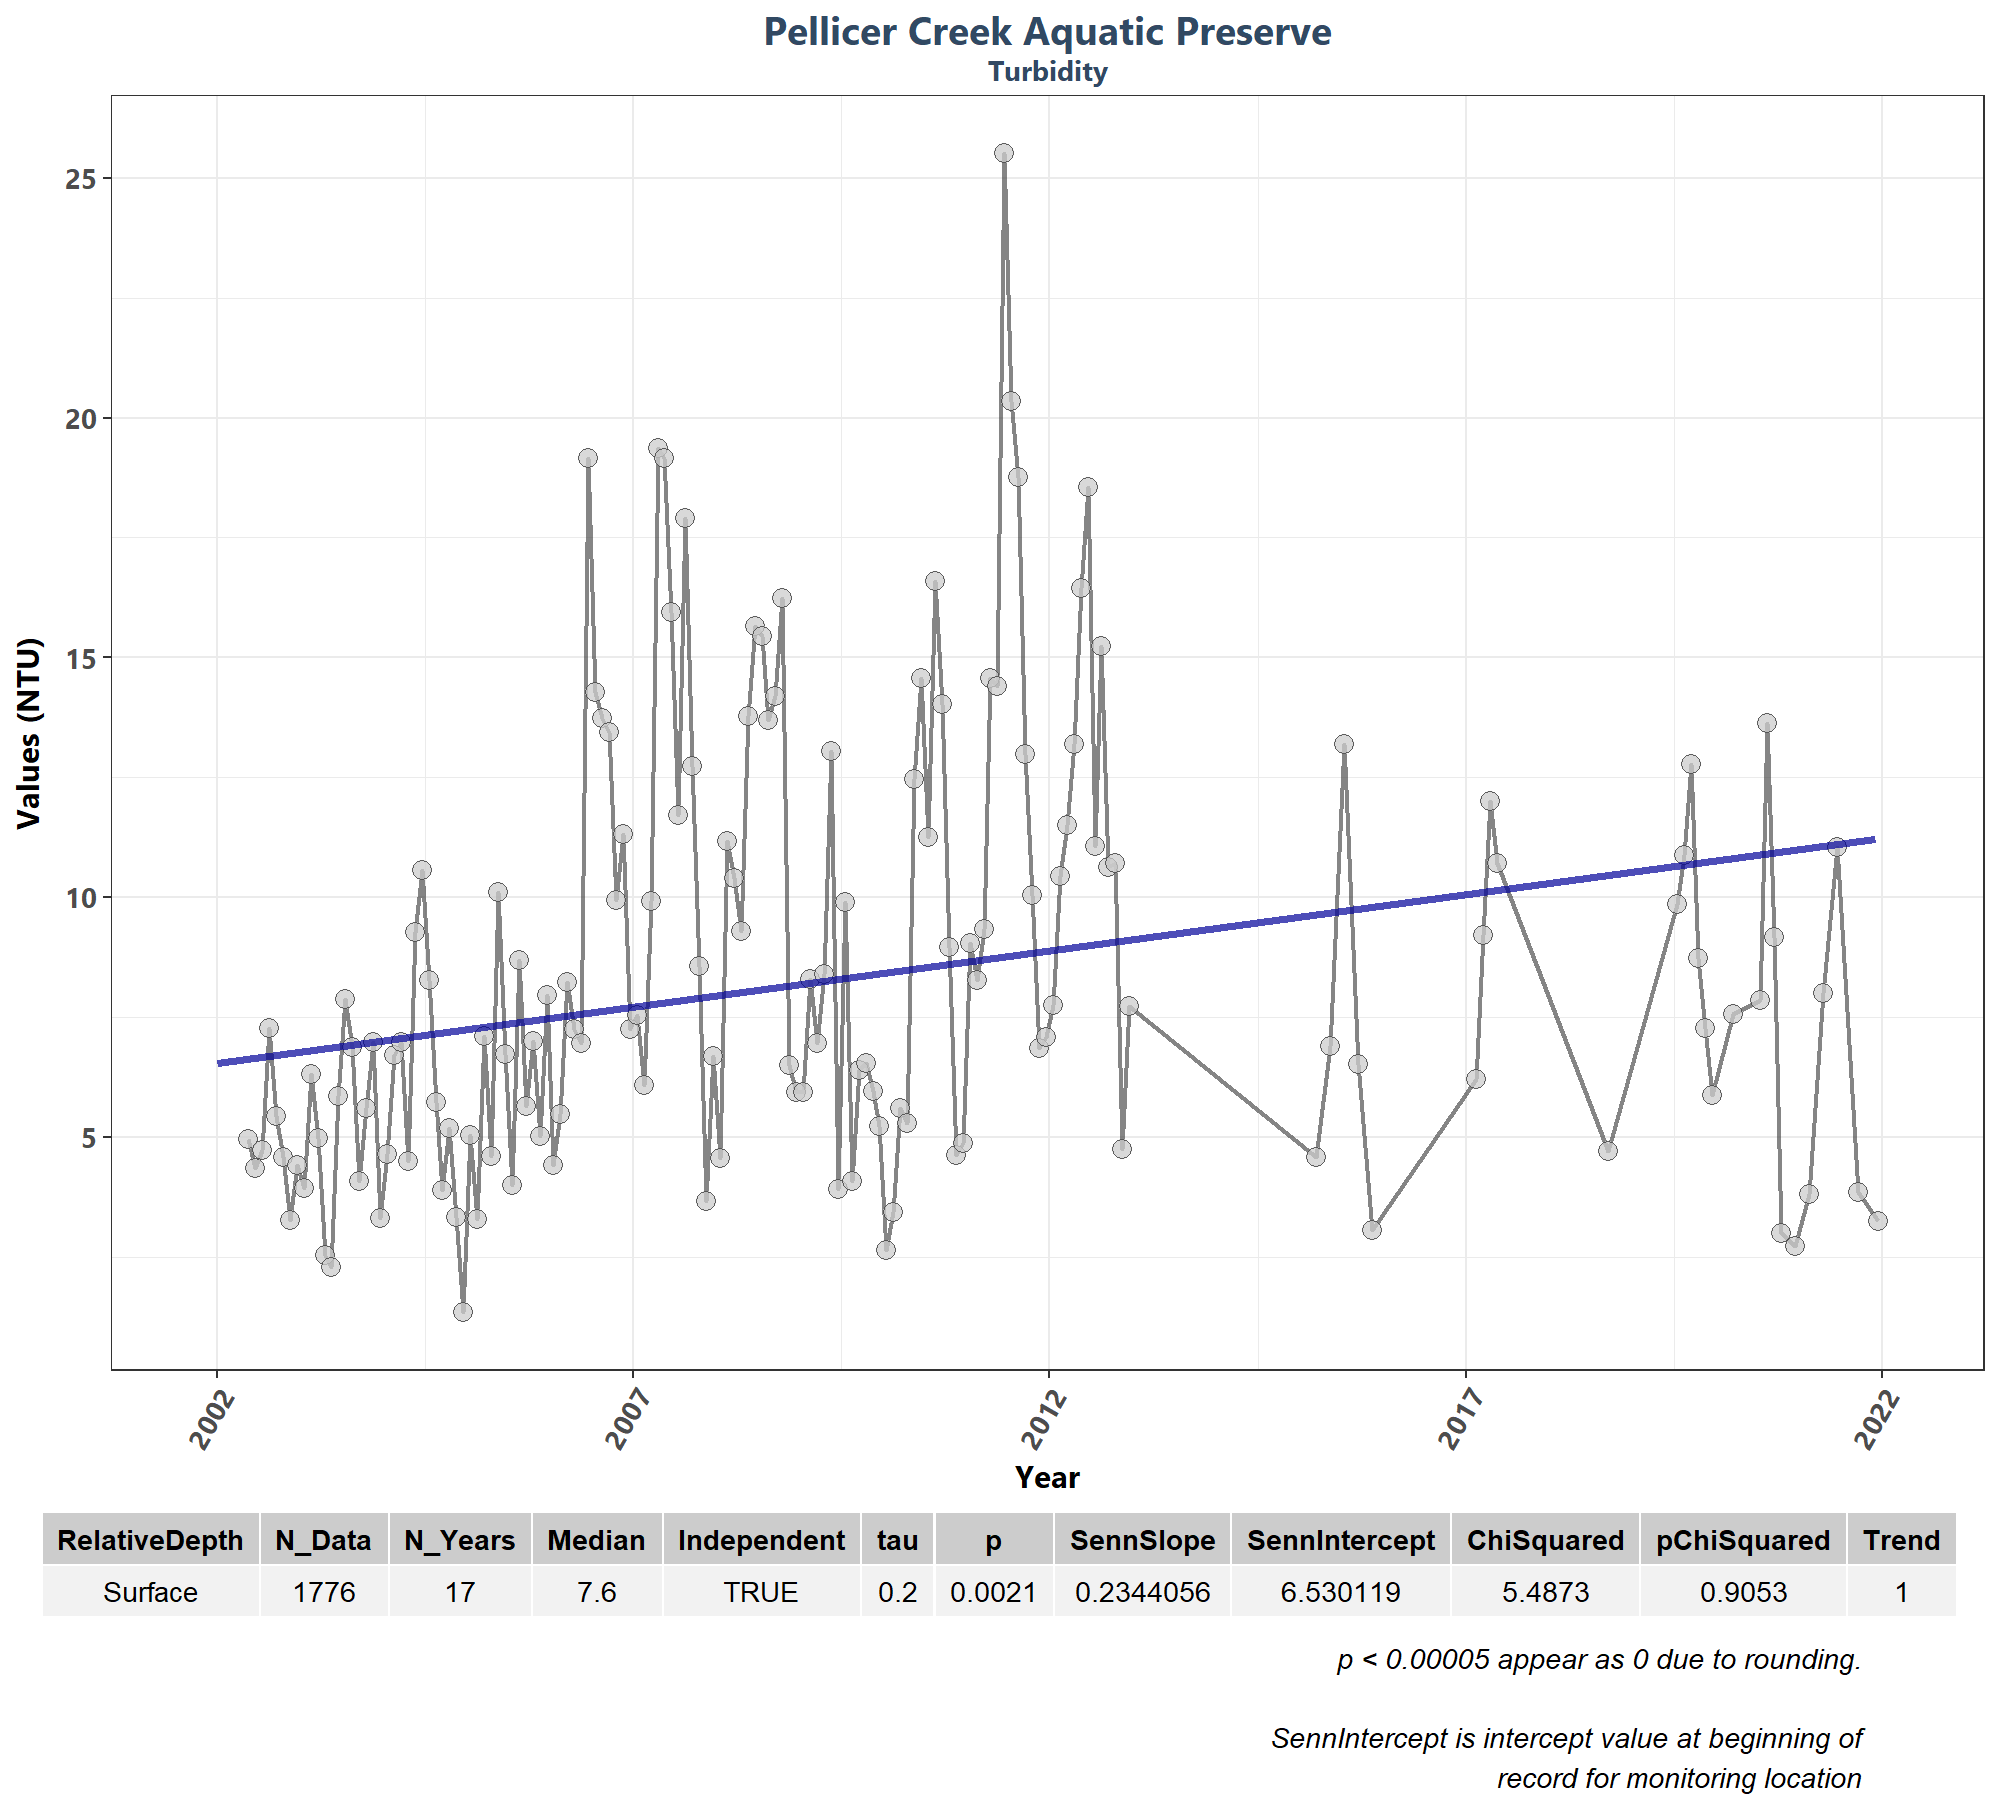 Pellicer Creek Aquatic Preserve
Turbidity
Values (NTU)
25
20
15
10
5
2002 2007 2012 2017 2022
Year
RelativeDepth N_Data N_Years Median Independent tau p SennSlope SennIntercept ChiSquared pChiSquared Trend
Surface 1776 17 7.6 TRUE 0.2 0.0021 0.2344056 6.530119 5.4873 0.9053 1
p < 0.00005 appear as 0 due to rounding.
SennIntercept is intercept value at beginning of
record for monitoring location